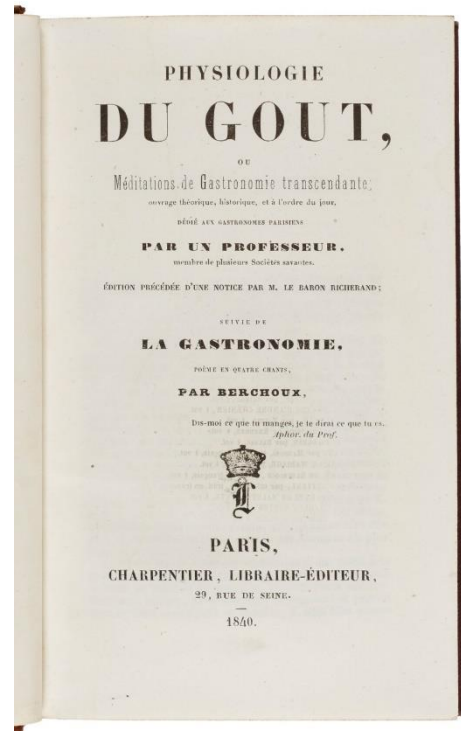 PHYSIOLOGIE
DU GOUT,
OU
Méditations de Gastronomie transcendante;
ouvrage théorique, historique, et à l'ordre du jour,
DÉDIÉ AUX GASTRONOMES PARISIENS
PAR UN PROFESSEUR,
membre de plusieurs Sociétés savantes.
ÉDITION PRÉCÉDÉE D'UNE NOTICE PAR M. LE BARON RICHERAND;
SUIVIE DE
LA GASTRONOMIE,
POËME EN QUATRE CHANTS,
PAR BERCHOUX,
Dis-moi ce que tu manges, je te dirai ce que tu es.
Aphor. du Prof.
L
PARIS,
CHARPENTIER, LIBRAIRE-ÉDITEUR,
29, RUE DE SEINE.
1840.